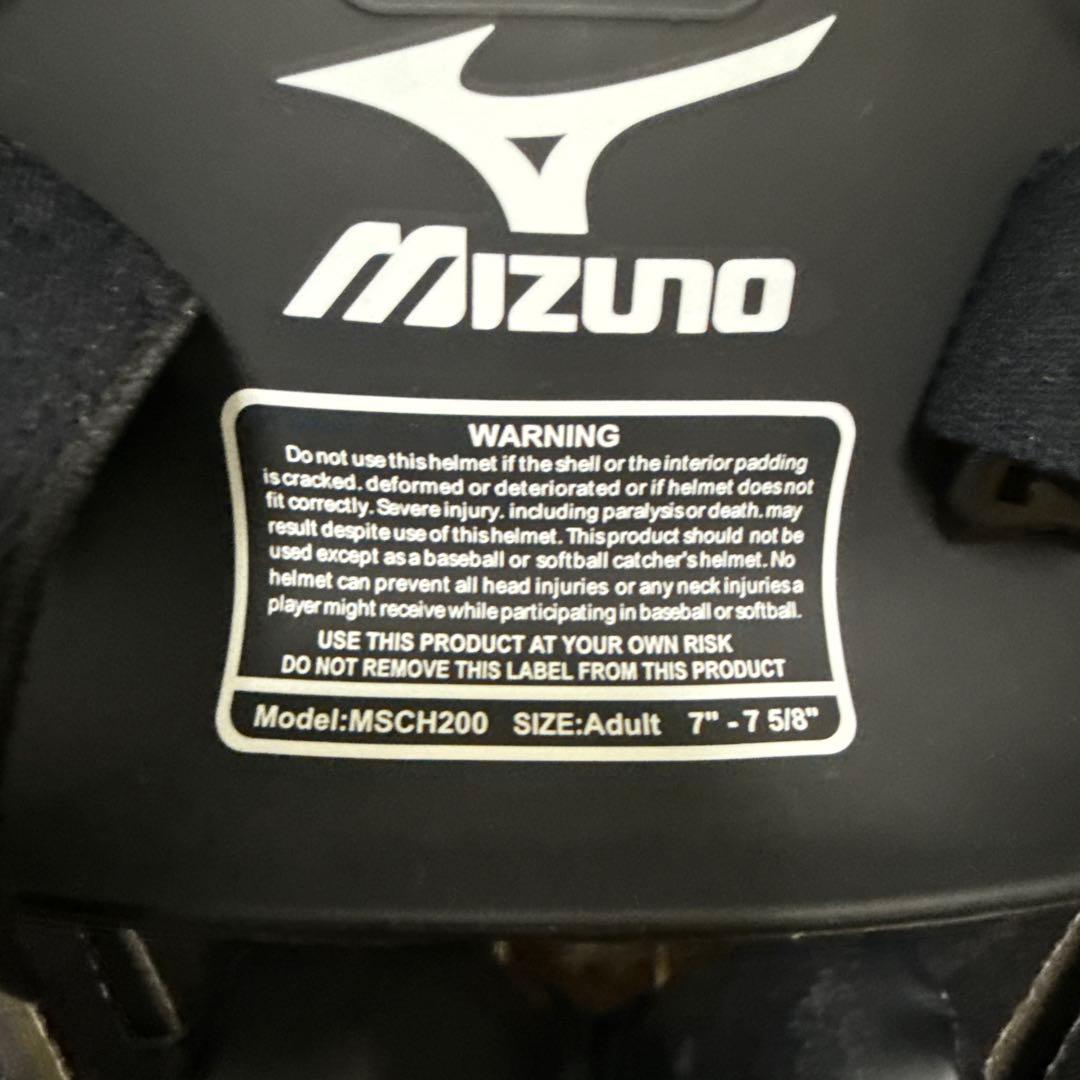 MIZUNO
WARNING
Do not use this helmet if the shell or the interior padding
is cracked. deformed or deteriorated or if helmet does not
fit correctly. Severe injury. including paralysis or death. may
result despite use of this helmet. This product should not be
used except as a baseball or softball catcher's helmet. No
helmet can prevent all head injuries or any neck injuries a
player might receive while participating in baseball or softball.
USE THIS PRODUCT AT YOUR OWN RISK
DO NOT REMOVE THIS LABEL FROM THIS PRODUCT
Model:MSCH200 SIZE:Adult 7" - 7 5/8"